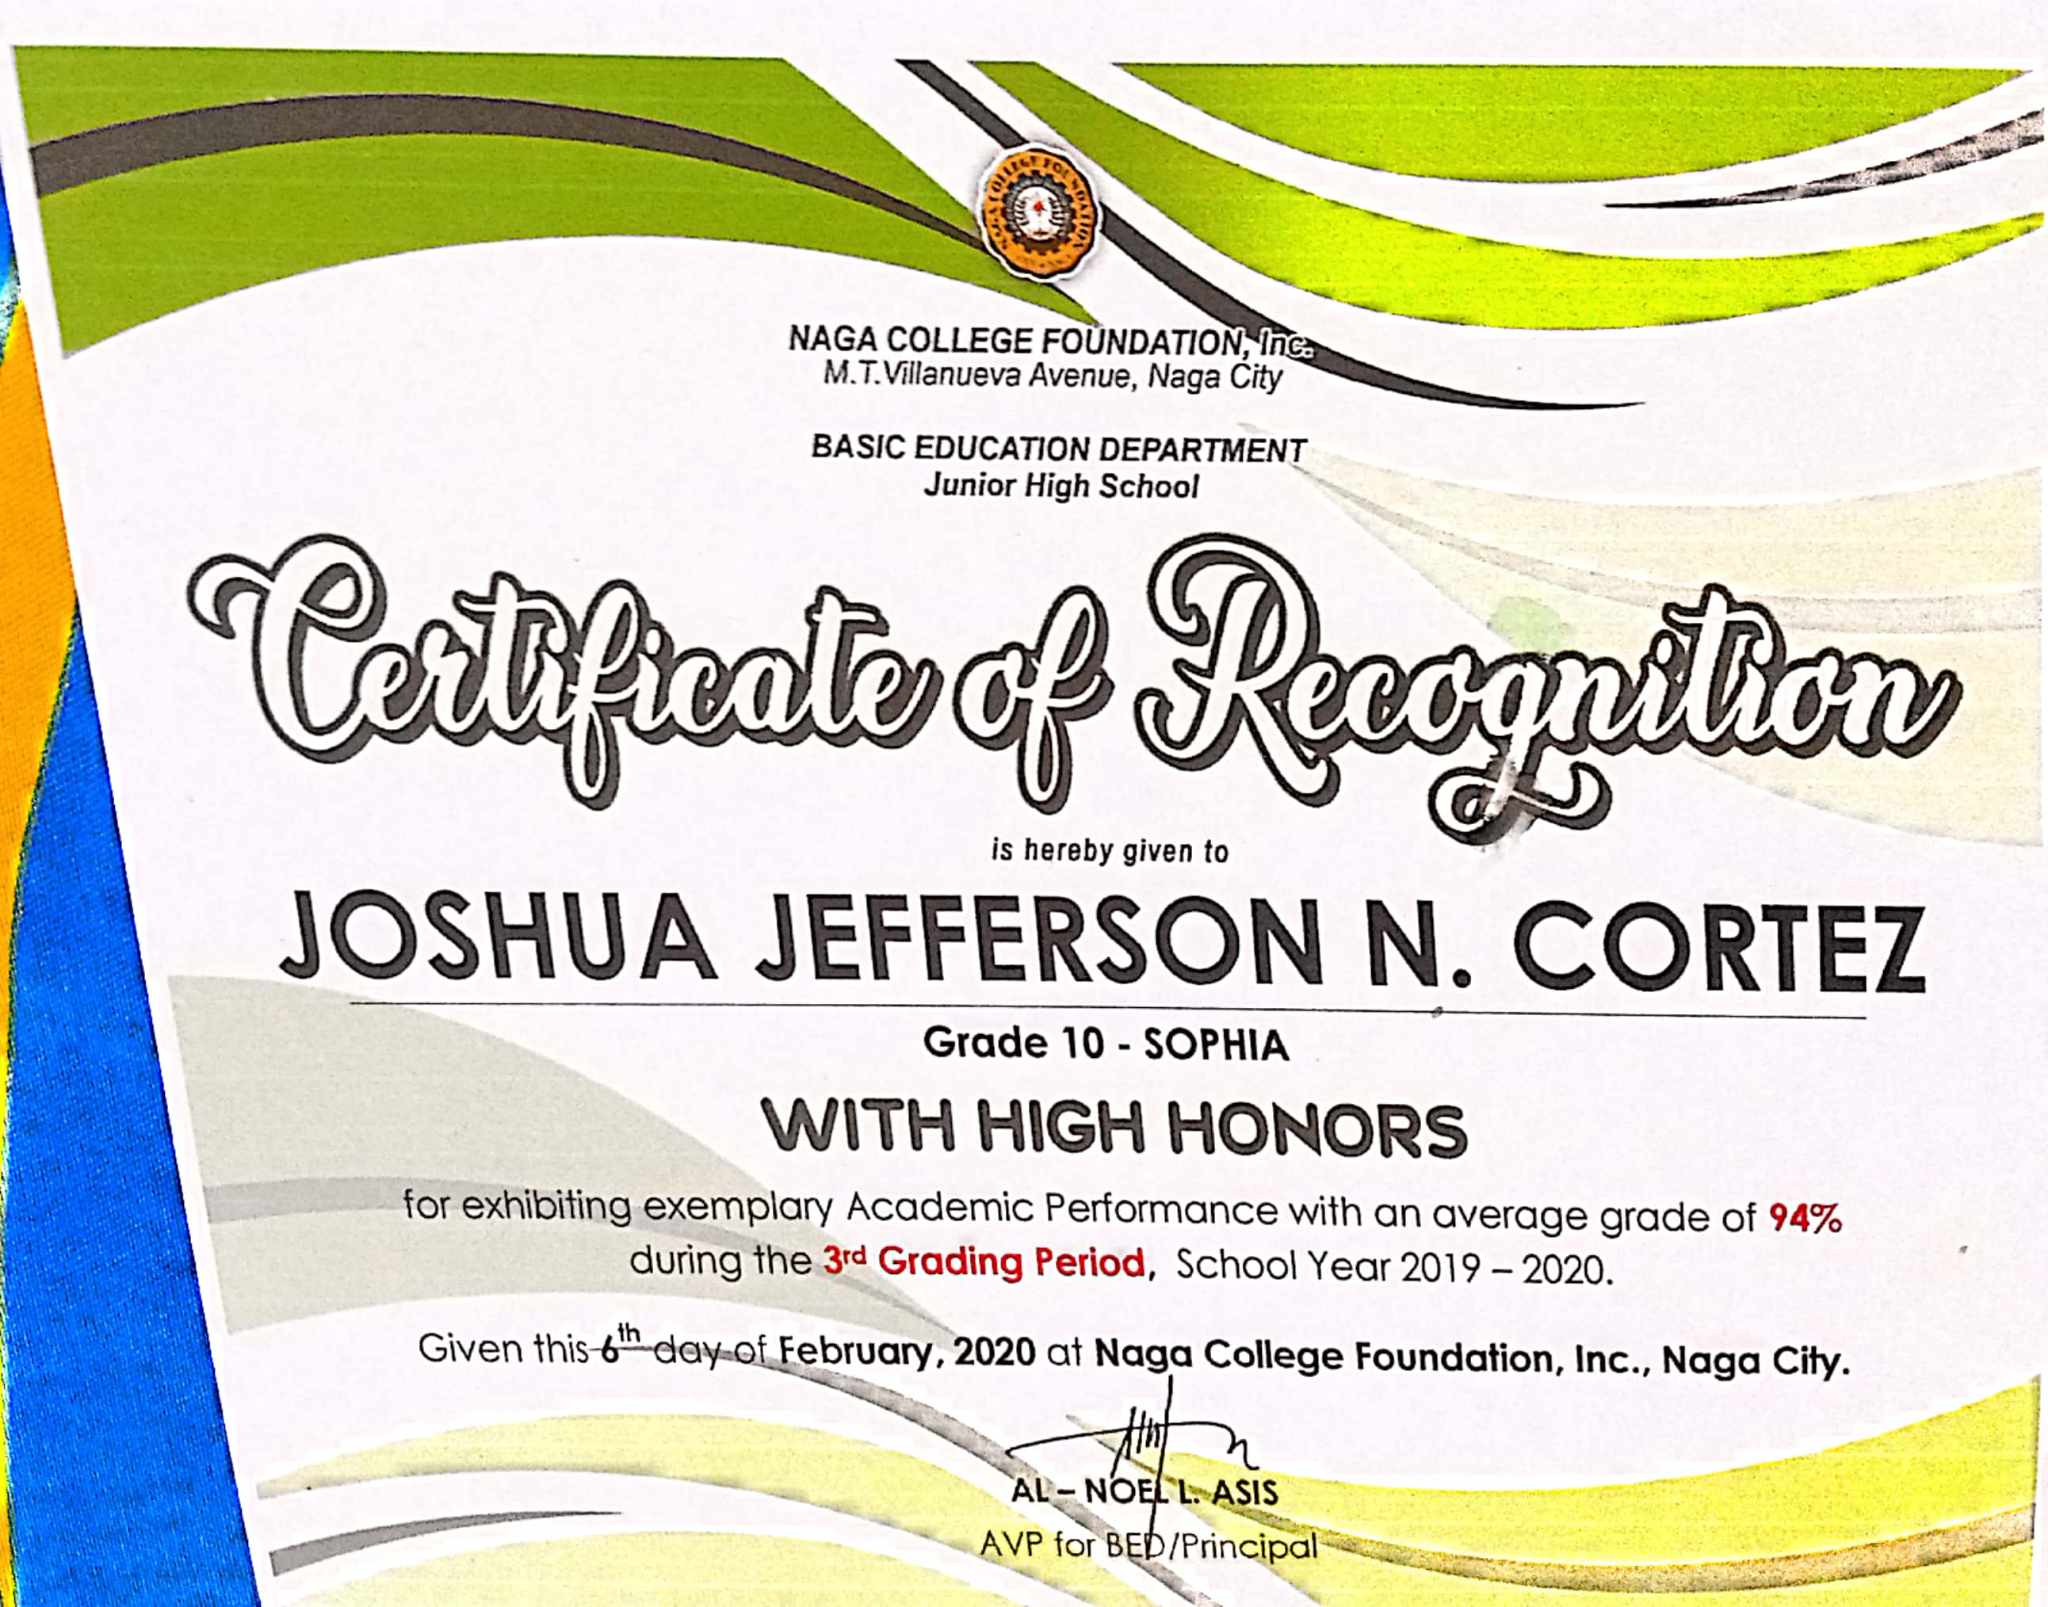 NAGA COLLEGE FOUNDATION
NAGA COLLEGE FOUNDATION, Inc.
M.T.Villanueva Avenue, Naga City
BASIC EDUCATION DEPARTMENT
Junior High School
Certificate of Recognition
is hereby given to
JOSHUA JEFFERSON N. CORTEZ
Grade 10 - SOPHIA
WITH HIGH HONORS
for exhibiting exemplary Academic Performance with an average grade of 94%
during the 3rd Grading Period, School Year 2019 – 2020.
Given this 6th day of February, 2020 at Naga College Foundation, Inc., Naga City.
AL – NOEL L. ASIS
AVP for BED/Principal